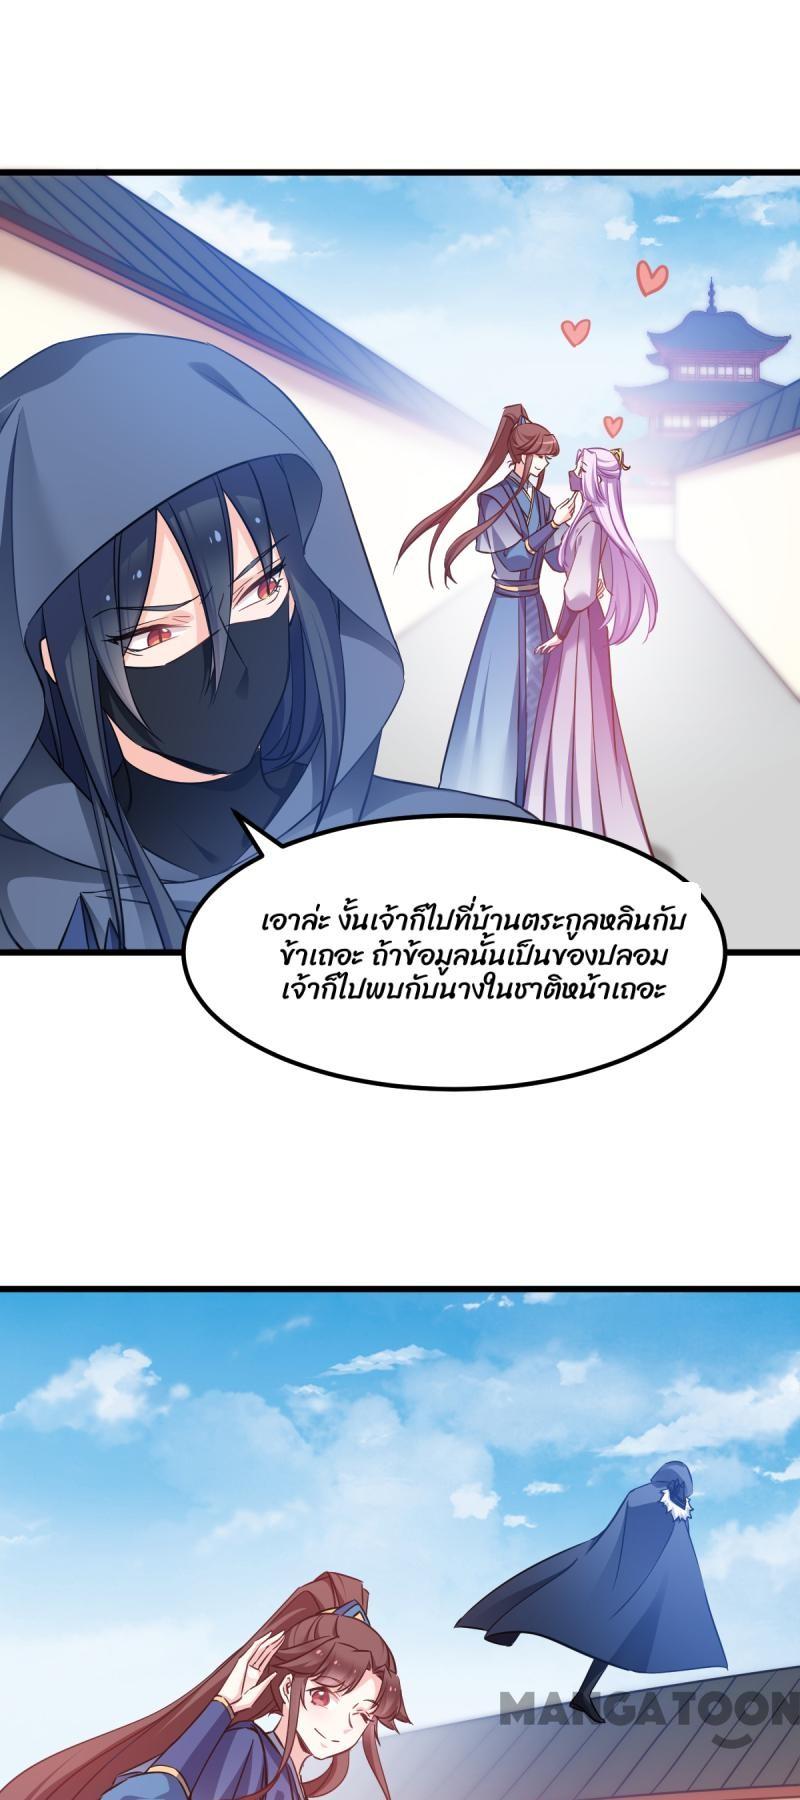 เอาล่ะ งั้นเจ้าก็ไปที่บ้านตระกูลหลินกับ
ข้าเถอะ ถ้าข้อมูลนั้นเป็นของปลอม
เจ้าก็ไปพบกับนางในชาติหน้าเถอะ
MANGATOON